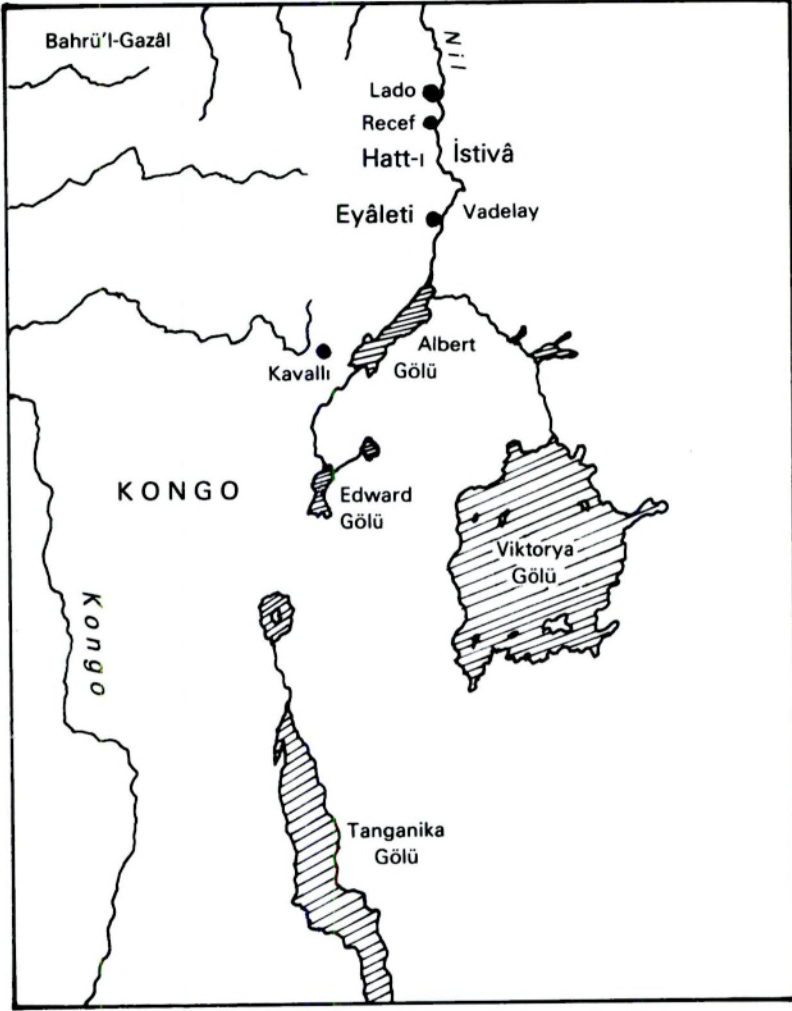 Nil
Bahrü'l-Gazâl
Lado
Recef
Hatt-ı İstivâ
Eyâleti
Vadelay
Albert
Gölü
Kavallı
KONGO
Edward
Gölü
Viktorya
Gölü
Kongo
Tanganika
Gölü